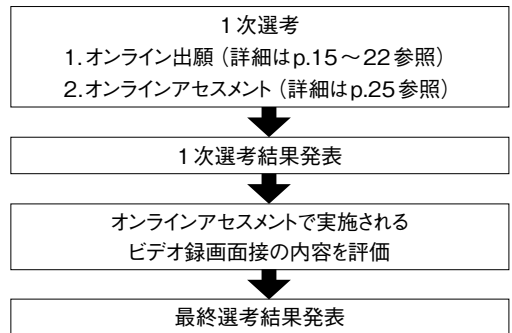 1次選考
1.オンライン出願（詳細はp.15～22参照）
2.オンラインアセスメント（詳細はp.25参照）
1次選考結果発表
オンラインアセスメントで実施される
ビデオ録画面接の内容を評価
最終選考結果発表